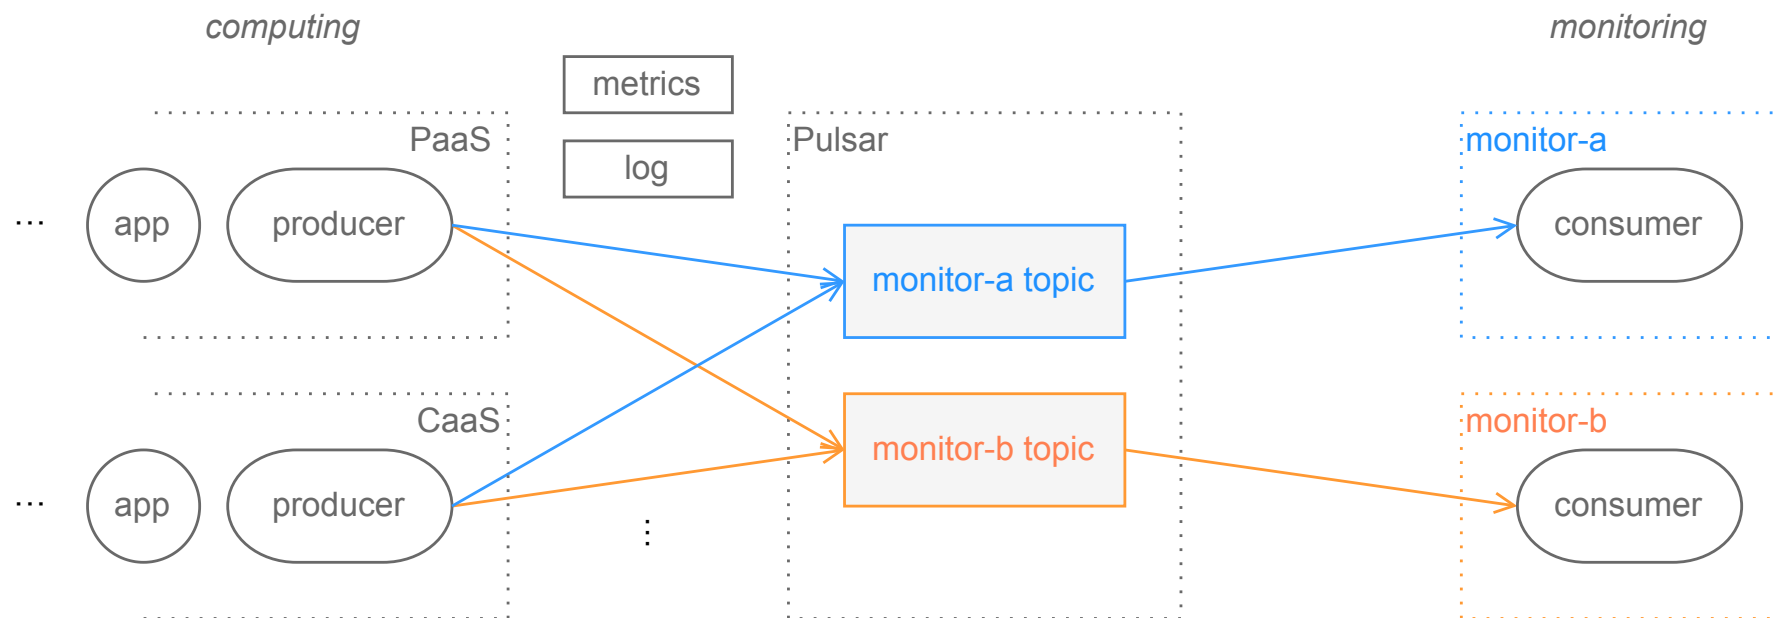 computing
monitoring
metrics
PaaS
log
Pulsar
monitor-a
...
app
producer
consumer
monitor-a topic
CaaS
monitor-b
monitor-b topic
...
app
producer
consumer
...